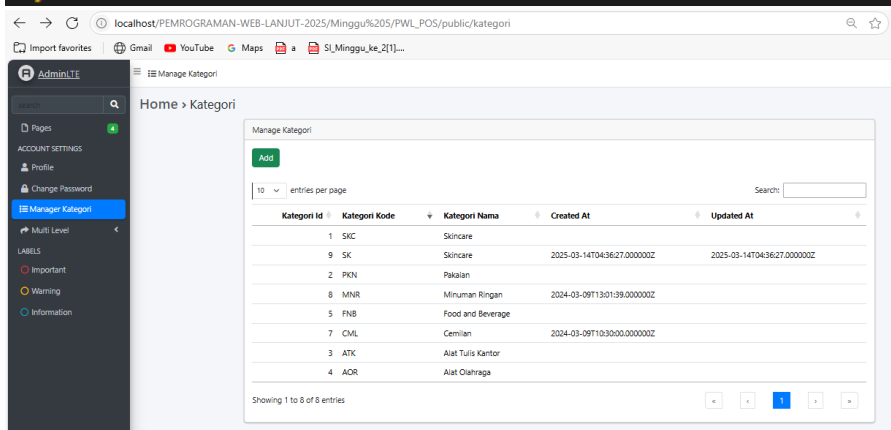 localhost/PEMROGRAMAN-WEB-LANJUT-2025/Minggu%205/PWL_POS/public/kategori
Import favorites Gmail YouTube Maps a SI_Minggu_ke_2[1]....
AdminLTE
Manage Kategori
search
Home › Kategori
Pages 4
ACCOUNT SETTINGS
Profile
Change Password
Manager Kategori
Multi Level
LABELS
Important
Warning
Information
Manage Kategori
Add
10 entries per page Search:
Kategori Id Kategori Kode Kategori Nama Created At Updated At
1 SKC Skincare
9 SK Skincare 2025-03-14T04:36:27.000000Z 2025-03-14T04:36:27.000000Z
2 PKN Pakaian
8 MNR Minuman Ringan 2024-03-09T13:01:39.000000Z
5 FNB Food and Beverage
7 CML Cemilan 2024-03-09T10:30:00.000000Z
3 ATK Alat Tulis Kantor
4 AOR Alat Olahraga
Showing 1 to 8 of 8 entries « ‹ 1 › »